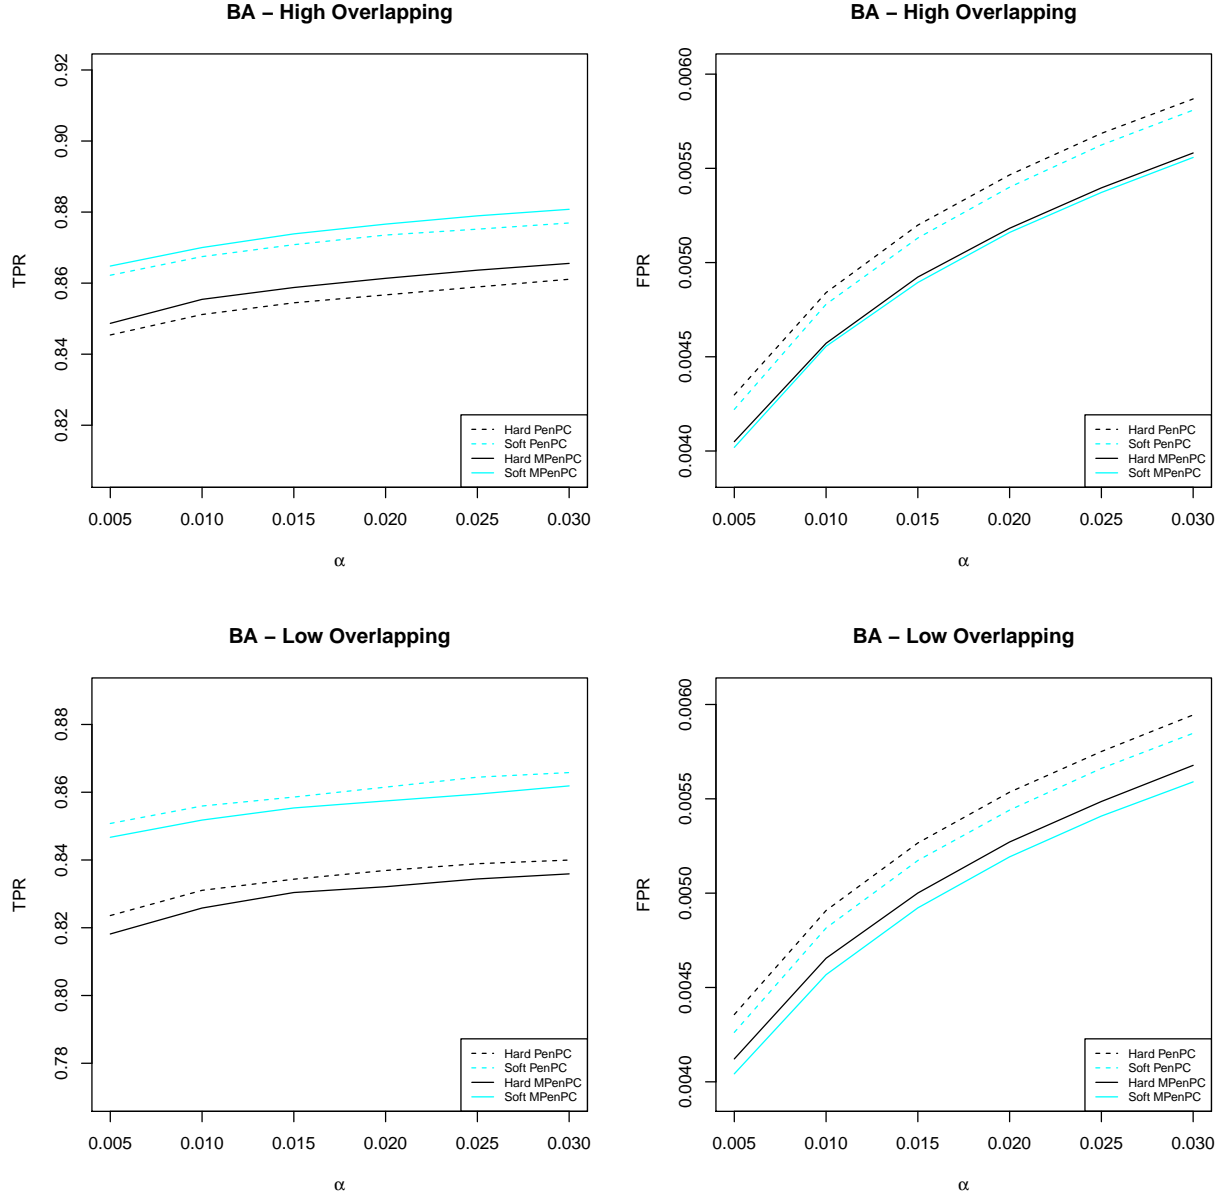 BA – High Overlapping
TPR
0.82 0.84 0.86 0.88 0.90 0.92
Hard PenPC
Soft PenPC
Hard MPenPC
Soft MPenPC
0.005 0.010 0.015 0.020 0.025 0.030
α
BA – High Overlapping
FPR
0.0040 0.0045 0.0050 0.0055 0.0060
Hard PenPC
Soft PenPC
Hard MPenPC
Soft MPenPC
0.005 0.010 0.015 0.020 0.025 0.030
α
BA – Low Overlapping
TPR
0.78 0.80 0.82 0.84 0.86 0.88
Hard PenPC
Soft PenPC
Hard MPenPC
Soft MPenPC
0.005 0.010 0.015 0.020 0.025 0.030
α
BA – Low Overlapping
FPR
0.0040 0.0045 0.0050 0.0055 0.0060
Hard PenPC
Soft PenPC
Hard MPenPC
Soft MPenPC
0.005 0.010 0.015 0.020 0.025 0.030
α